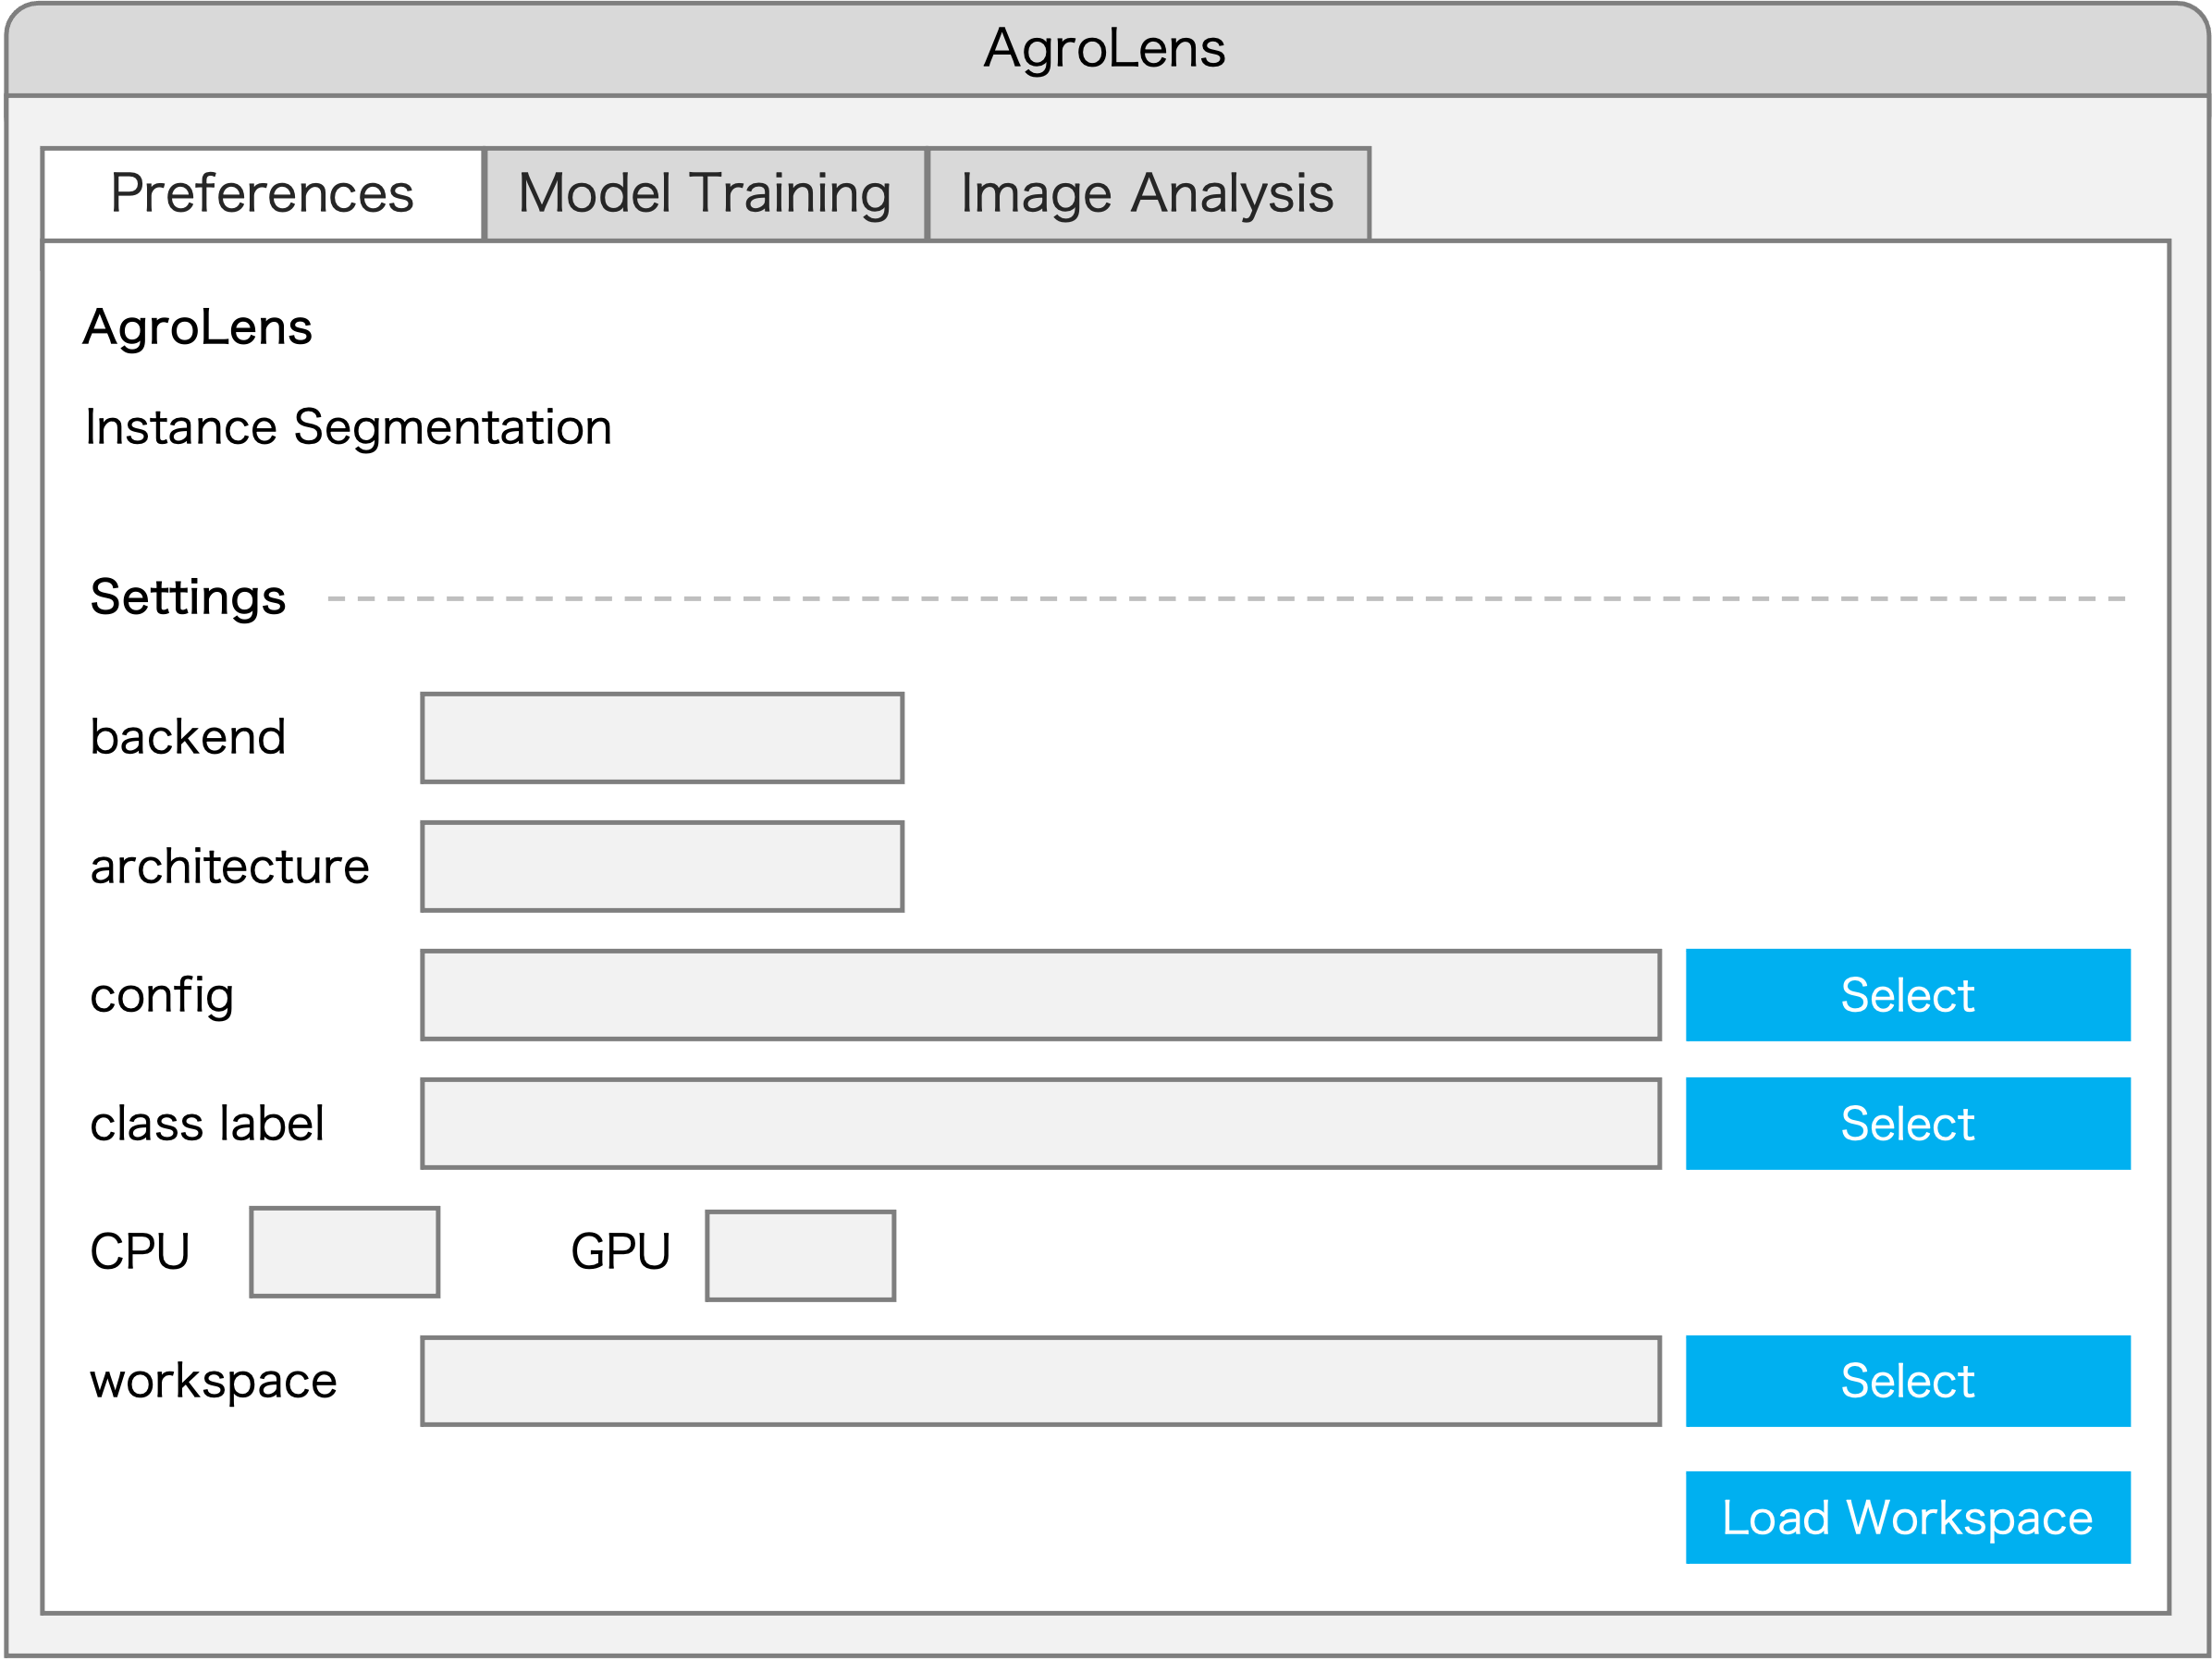 AgroLens
Preferences Model Training Image Analysis
AgroLens
Instance Segmentation
Settings
backend
architecture
config Select
class label Select
CPU GPU
workspace Select
Load Workspace